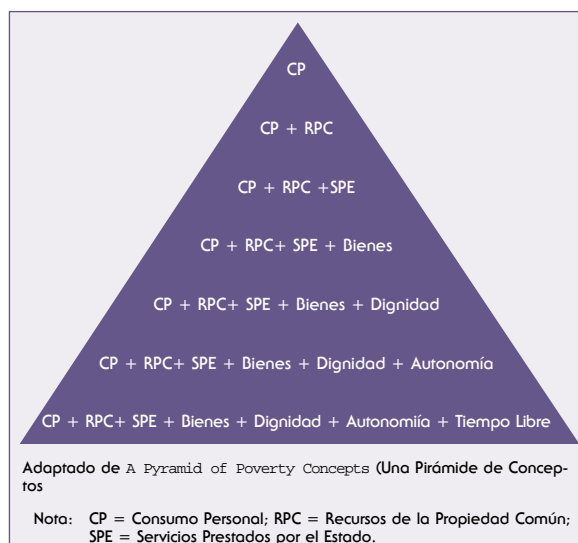 CP
CP + RPC
CP + RPC +SPE
CP + RPC+ SPE + Bienes
CP + RPC+ SPE + Bienes + Dignidad
CP + RPC+ SPE + Bienes + Dignidad + Autonomía
CP + RPC+ SPE + Bienes + Dignidad + Autonomiía + Tiempo Libre
Adaptado de A Pyramid of Poverty Concepts (Una Pirámide de Concep-
tos
Nota: CP = Consumo Personal; RPC = Recursos de la Propiedad Común;
SPE = Servicios Prestados por el Estado.